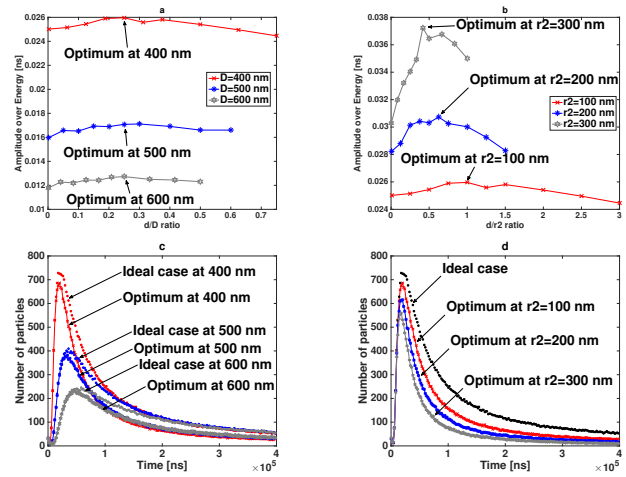 a
Amplitude over Energy [ns]
0.026
0.024
0.022
0.02
0.018
0.016
0.014
0.012
0.01
Optimum at 400 nm
D=400 nm
D=500 nm
D=600 nm
Optimum at 500 nm
Optimum at 600 nm
0 0.1 0.2 0.3 0.4 0.5 0.6 0.7
d/D ratio
b
Amplitude over Energy [ns]
0.038
0.036
0.034
0.032
0.03
0.028
0.026
0.024
Optimum at r2=300 nm
Optimum at r2=200 nm
r2=100 nm
r2=200 nm
r2=300 nm
Optimum at r2=100 nm
0 0.5 1 1.5 2 2.5 3
d/r2 ratio
c
Number of particles
800
700
600
500
400
300
200
100
0
Ideal case at 400 nm
Optimum at 400 nm
Ideal case at 500 nm
Optimum at 500 nm
Ideal case at 600 nm
Optimum at 600 nm
0 1 2 3 4
Time [ns]
×10⁵
d
Number of particles
800
700
600
500
400
300
200
100
0
Ideal case
Optimum at r2=100 nm
Optimum at r2=200 nm
Optimum at r2=300 nm
0 1 2 3 4
Time [ns]
×10⁵